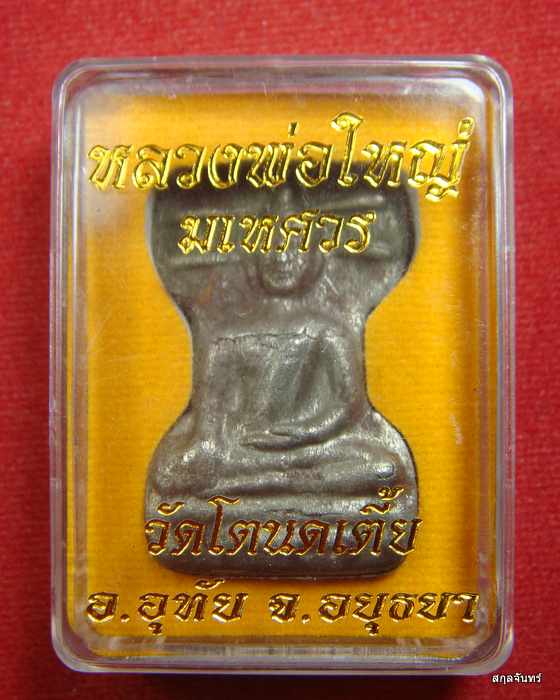 หลวงพ่อใหญ่
มเหศวร
วัดโตนดเตี้ย
อ.อุทัย จ.อยุธยา
สกุลจันทร์